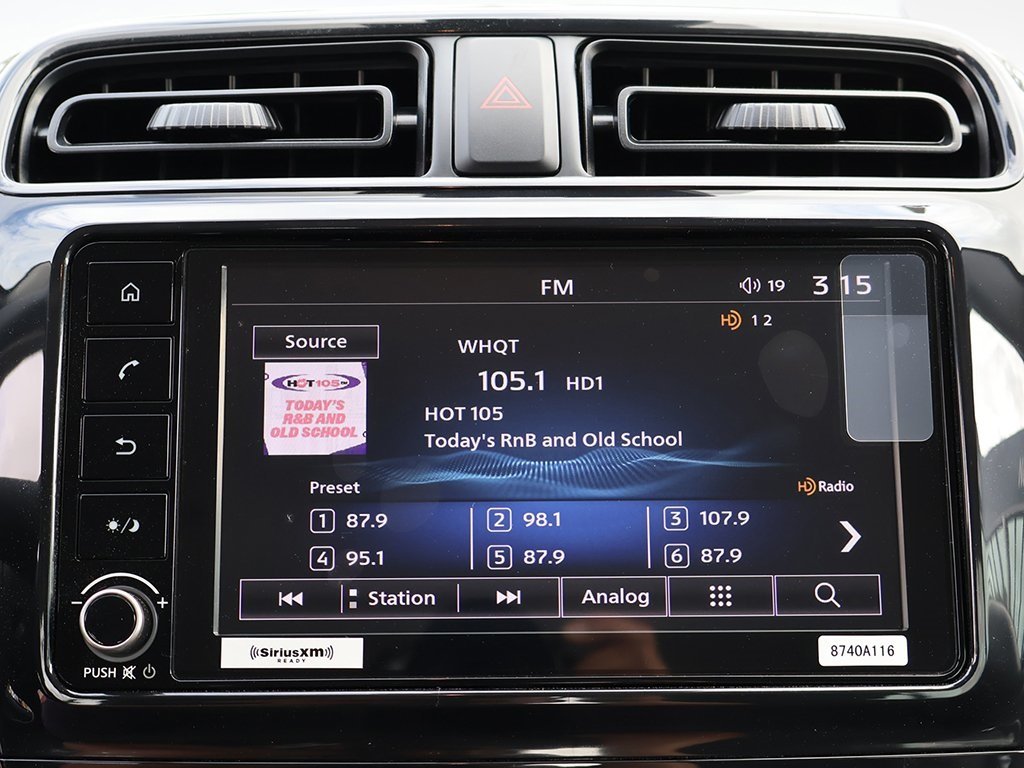 FM
19
3 15
HD 1 2
Source
WHQT
105.1 HD1
HOT 105 FM
TODAY'S
R&B AND
OLD SCHOOL
HOT 105
Today's RnB and Old School
Preset
HD Radio
1 87.9
2 98.1
3 107.9
4 95.1
5 87.9
6 87.9
Station
Analog
- +
PUSH
((SiriusXM))
READY
8740A116